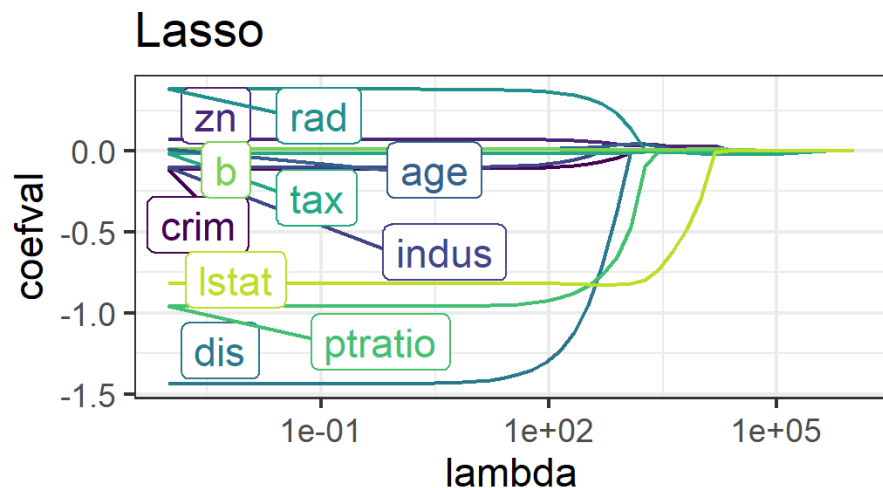 Lasso
zn
rad
b
age
tax
crim
indus
lstat
ptratio
dis
0.0
-0.5
-1.0
-1.5
coefval
1e-01
1e+02
1e+05
lambda